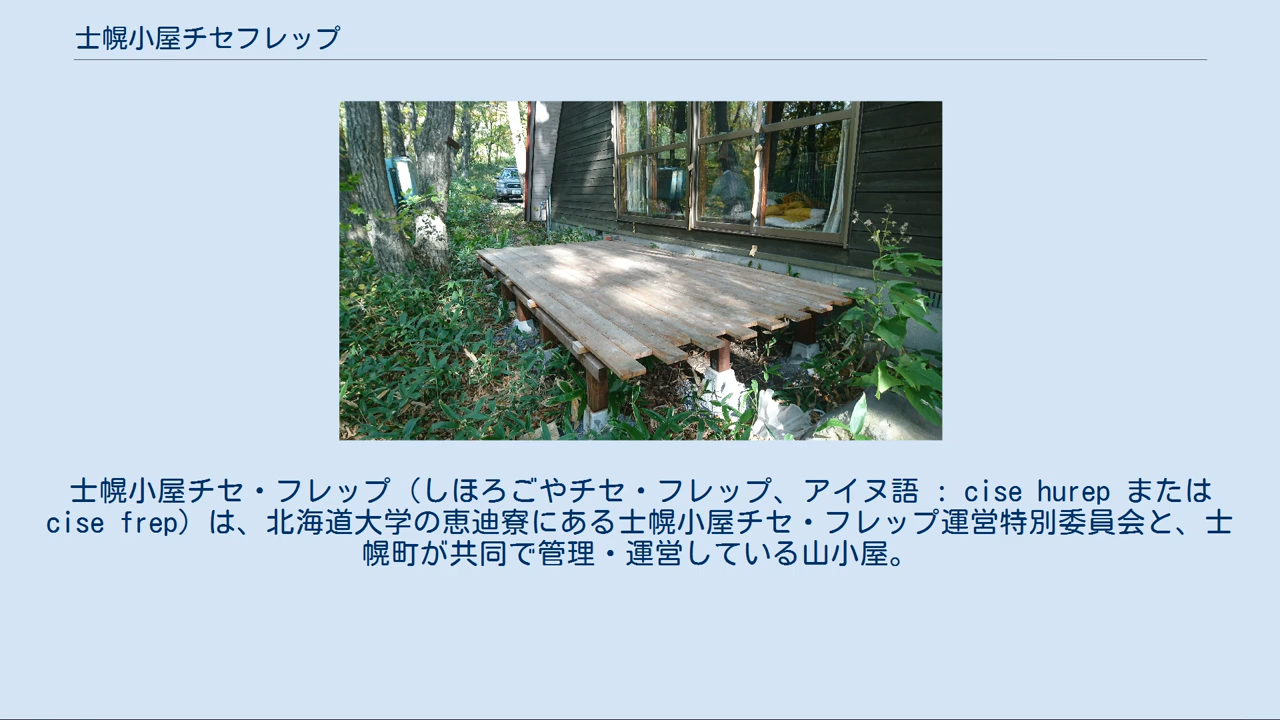 士幌小屋チセフレップ
士幌小屋チセ・フレップ（しほろごやチセ・フレップ、アイヌ語 : cise hurep または
cise frep）は、北海道大学の恵迪寮にある士幌小屋チセ・フレップ運営特別委員会と、士
幌町が共同で管理・運営している山小屋。